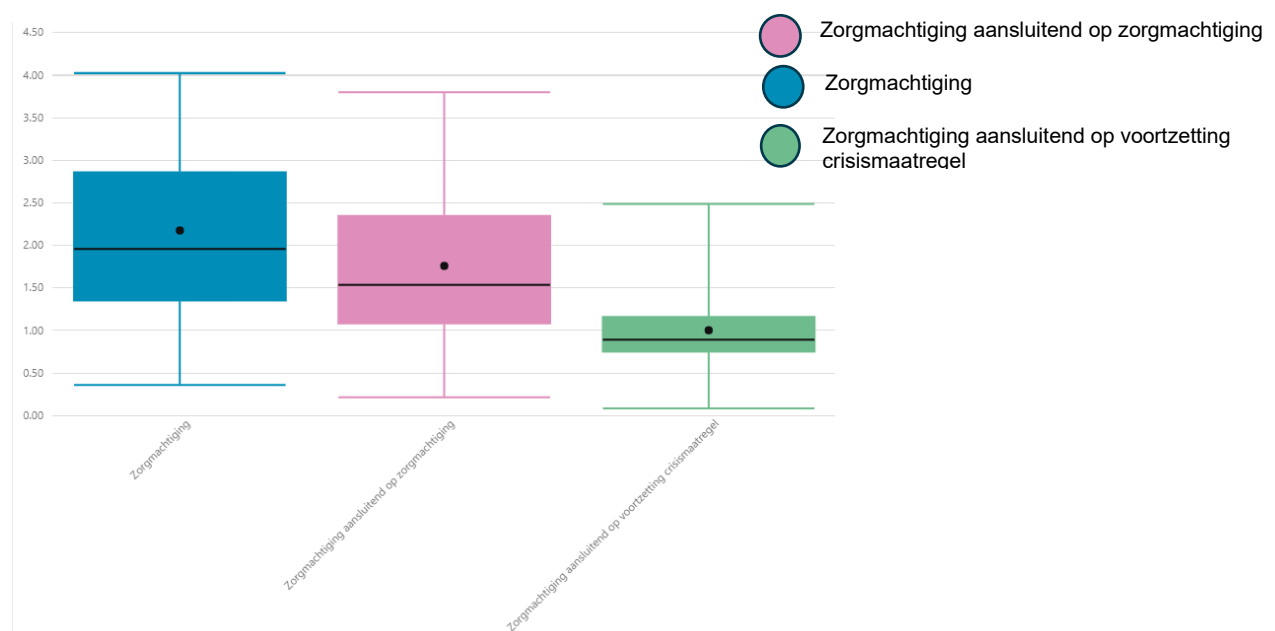 Zorgmachtiging aansluitend op zorgmachtiging
Zorgmachtiging
Zorgmachtiging aansluitend op voortzetting
crisismaatregel
4.50
4.00
3.50
3.00
2.50
2.00
1.50
1.00
0.50
0.00
Zorgmachtiging
Zorgmachtiging aansluitend op zorgmachtiging
Zorgmachtiging aansluitend op voortzetting crisismaatregel